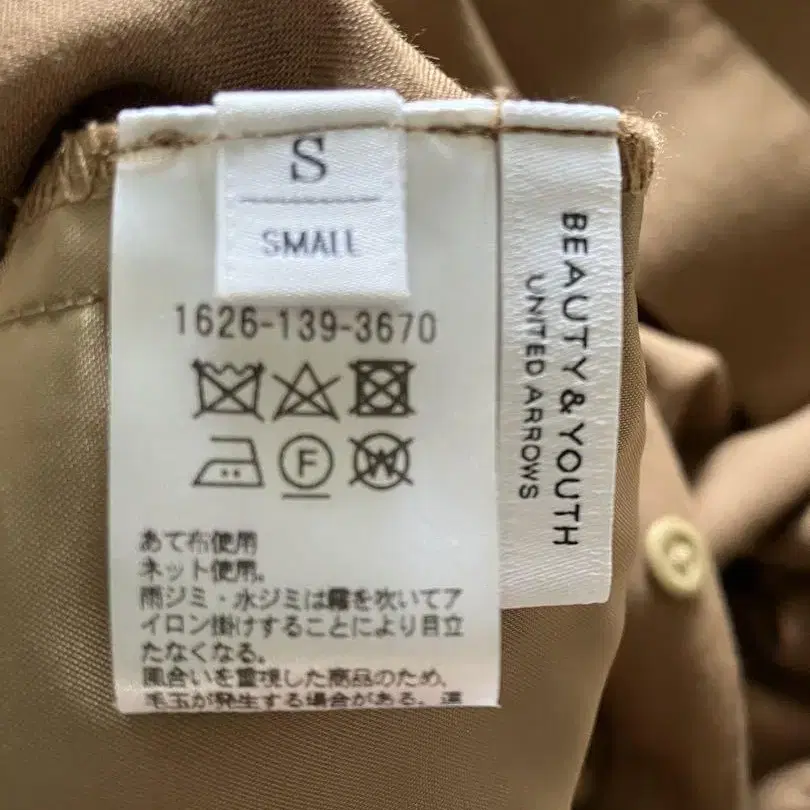 S
SMALL
1626-139-3670
F
W
あて布使用
ネット使用。
雨ジミ・水ジミは霧を吹いてア
イロン掛けすることにより目立
たなくなる。
風合いを重視した商品のため、
毛玉が発生する場合がある。
BEAUTY & YOUTH
UNITED ARROWS